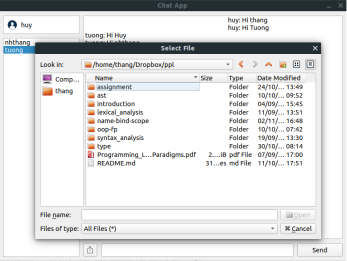 Chat App
huy
nhthang
tuong
huy: Hi thang
huy: Hi Tuong
tuong: Hi Huy
Select File
Look in: /home/thang/Dropbox/ppl
Comp...
thang
Name Size Type Date Modified
assignment Folder 24/10/... 13:49
ast Folder 10/10/... 09:52
introduction Folder 04/09/... 15:45
lexical_analysis Folder 11/09/... 13:51
name-bind-scope Folder 02/11/... 16:48
oop-fp Folder 10/10/... 07:42
syntax_analysis Folder 19/09/... 13:30
type Folder 30/10/... 08:14
Programming_L...Paradigms.pdf 2....iB pdf File 07/09/... 17:00
README.md 31...es md File 11/10/... 17:51
File name: Open
Files of type: All Files (*) Cancel
Send